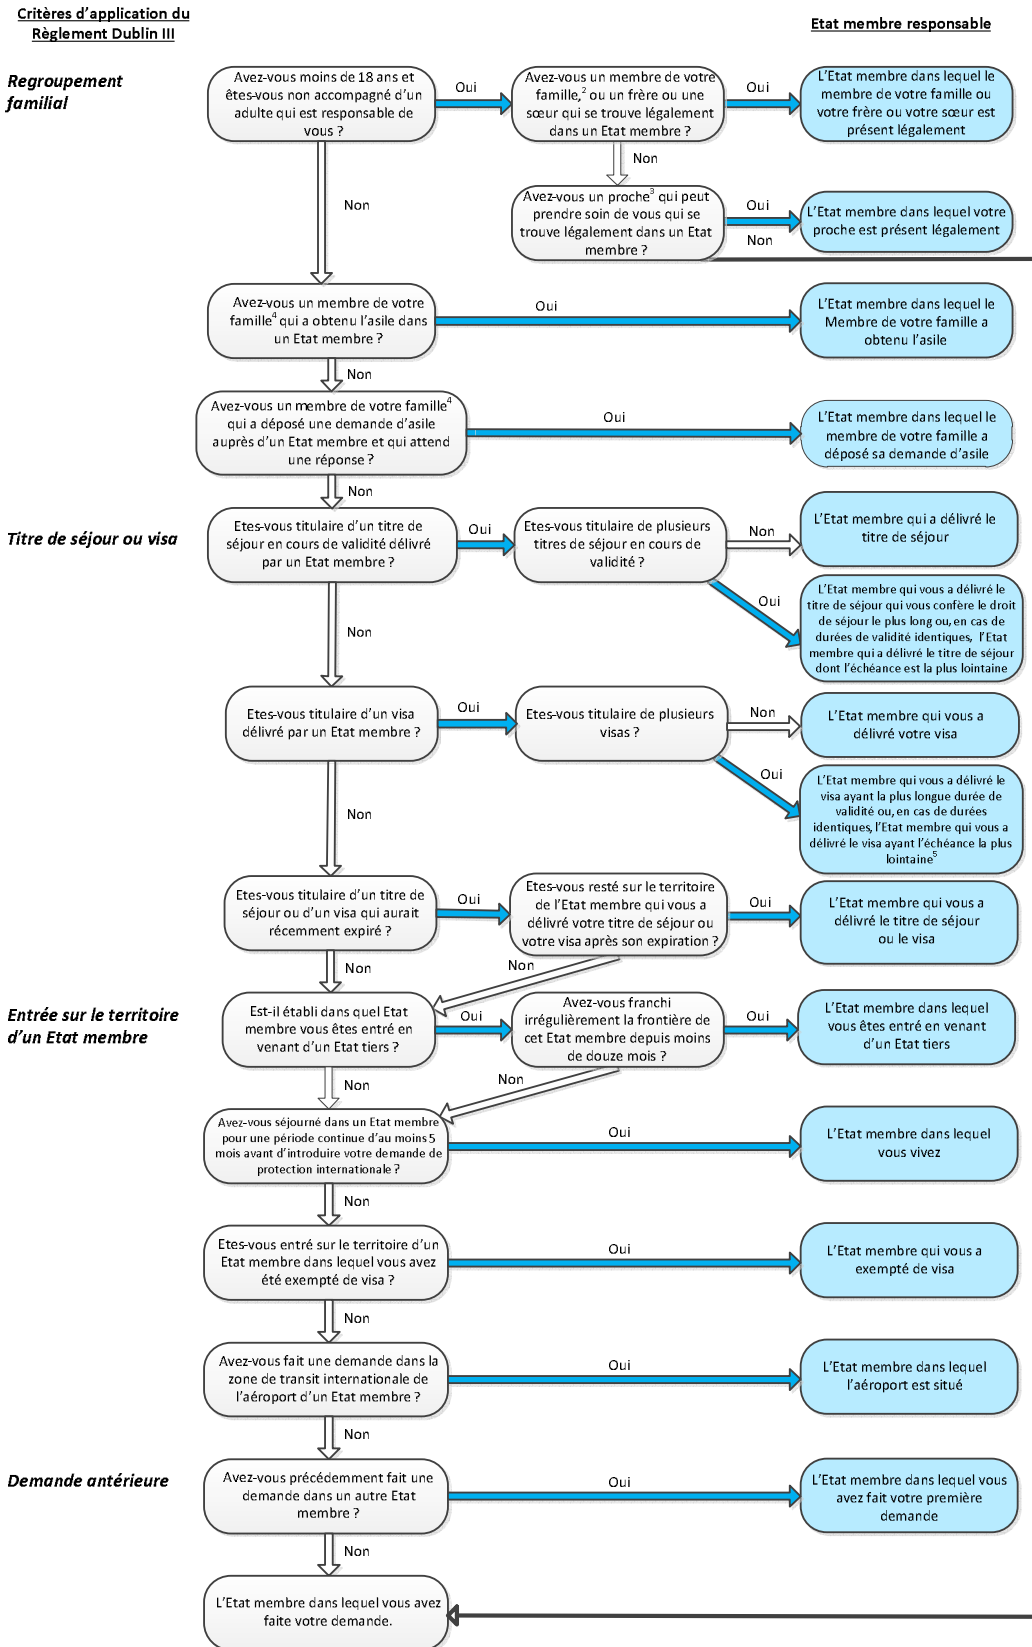 Critères d'application du
Règlement Dublin III
Etat membre responsable
Regroupement
familial
Avez-vous moins de 18 ans et
êtes-vous non accompagné d'un
adulte qui est responsable de
vous ?
Oui
Avez-vous un membre de votre
famille,2 ou un frère ou une
sœur qui se trouve légalement
dans un Etat membre ?
Oui
L'Etat membre dans lequel le
membre de votre famille ou
votre frère ou votre sœur est
présent légalement
Non
Non
Avez-vous un proche3 qui peut
prendre soin de vous qui se
trouve légalement dans un Etat
membre ?
Oui
Non
L'Etat membre dans lequel votre
proche est présent légalement
Avez-vous un membre de votre
famille4 qui a obtenu l'asile dans
un Etat membre ?
Oui
L'Etat membre dans lequel le
Membre de votre famille a
obtenu l'asile
Non
Avez-vous un membre de votre famille4
qui a déposé une demande d'asile
auprès d'un Etat membre et qui attend
une réponse ?
Oui
L'Etat membre dans lequel le
membre de votre famille a
déposé sa demande d'asile
Non
Titre de séjour ou visa
Etes-vous titulaire d'un titre de
séjour en cours de validité délivré
par un Etat membre ?
Oui
Etes-vous titulaire de plusieurs
titres de séjour en cours de
validité ?
Non
L'Etat membre qui a délivré le
titre de séjour
Oui
L'Etat membre qui vous a délivré le
titre de séjour qui vous confère le droit
de séjour le plus long ou, en cas de
durées de validité identiques, l'Etat
membre qui a délivré le titre de séjour
dont l'échéance est la plus lointaine
Non
Etes-vous titulaire d'un visa
délivré par un Etat membre ?
Oui
Etes-vous titulaire de plusieurs
visas ?
Non
L'Etat membre qui vous a
délivré votre visa
Oui
L'Etat membre qui vous a délivré le
visa ayant la plus longue durée de
validité ou, en cas de durées
identiques, l'Etat membre qui vous a
délivré le visa ayant l'échéance la plus
lointaine5
Non
Etes-vous titulaire d'un titre de
séjour ou d'un visa qui aurait
récemment expiré ?
Oui
Etes-vous resté sur le territoire
de l'Etat membre qui vous a
délivré votre titre de séjour ou
votre visa après son expiration ?
Oui
L'Etat membre qui vous a
délivré le titre de séjour
ou le visa
Non
Non
Entrée sur le territoire
d'un Etat membre
Est-il établi dans quel Etat
membre vous êtes entré en
venant d'un Etat tiers ?
Oui
Avez-vous franchi
irrégulièrement la frontière de
cet Etat membre depuis moins
de douze mois ?
Oui
L'Etat membre dans lequel
vous êtes entré en venant
d'un Etat tiers
Non
Non
Avez-vous séjourné dans un Etat membre
pour une période continue d'au moins 5
mois avant d'introduire votre demande de
protection internationale ?
Oui
L'Etat membre dans lequel
vous vivez
Non
Etes-vous entré sur le territoire d'un
Etat membre dans lequel vous avez
été exempté de visa ?
Oui
L'Etat membre qui vous a
exempté de visa
Non
Avez-vous fait une demande dans la
zone de transit internationale de
l'aéroport d'un Etat membre ?
Oui
L'Etat membre dans lequel
l'aéroport est situé
Non
Demande antérieure
Avez-vous précédemment fait une
demande dans un autre Etat
membre ?
Oui
L'Etat membre dans lequel vous
avez fait votre première
demande
Non
L'Etat membre dans lequel vous avez
faite votre demande.